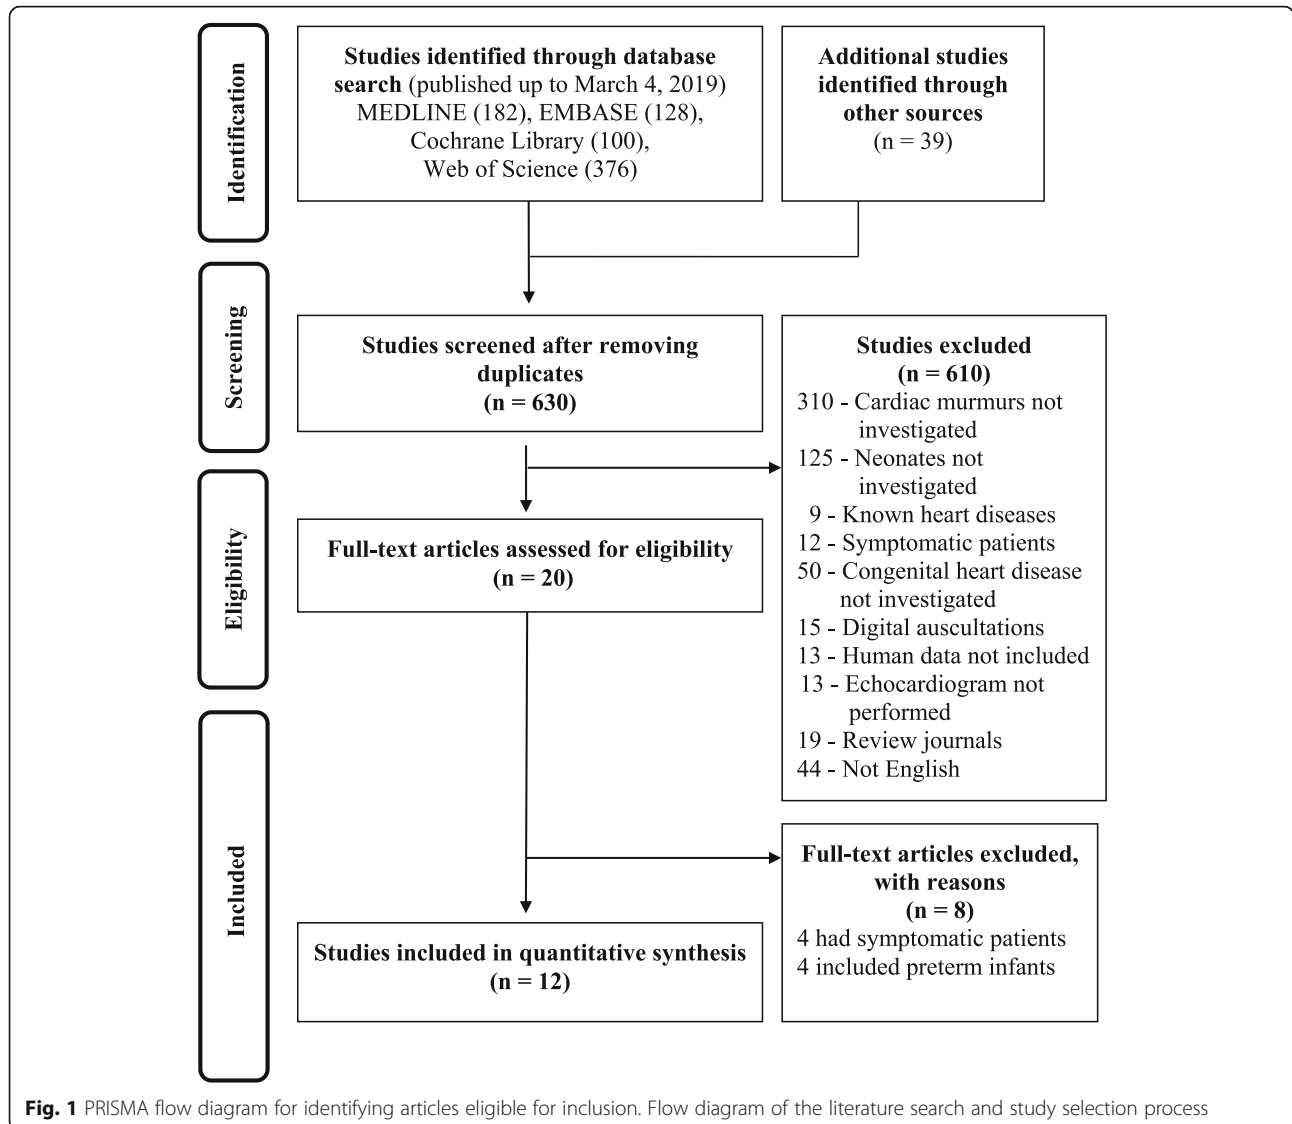 Identification
Studies identified through database
search (published up to March 4, 2019)
MEDLINE (182), EMBASE (128),
Cochrane Library (100),
Web of Science (376)
Additional studies
identified through
other sources
(n = 39)
Screening
Studies screened after removing
duplicates
(n = 630)
Studies excluded
(n = 610)
310 - Cardiac murmurs not
investigated
125 - Neonates not
investigated
9 - Known heart diseases
12 - Symptomatic patients
50 - Congenital heart disease
not investigated
15 - Digital auscultations
13 - Human data not included
13 - Echocardiogram not
performed
19 - Review journals
44 - Not English
Eligibility
Full-text articles assessed for eligibility
(n = 20)
Included
Full-text articles excluded,
with reasons
(n = 8)
4 had symptomatic patients
4 included preterm infants
Studies included in quantitative synthesis
(n = 12)
Fig. 1 PRISMA flow diagram for identifying articles eligible for inclusion. Flow diagram of the literature search and study selection process